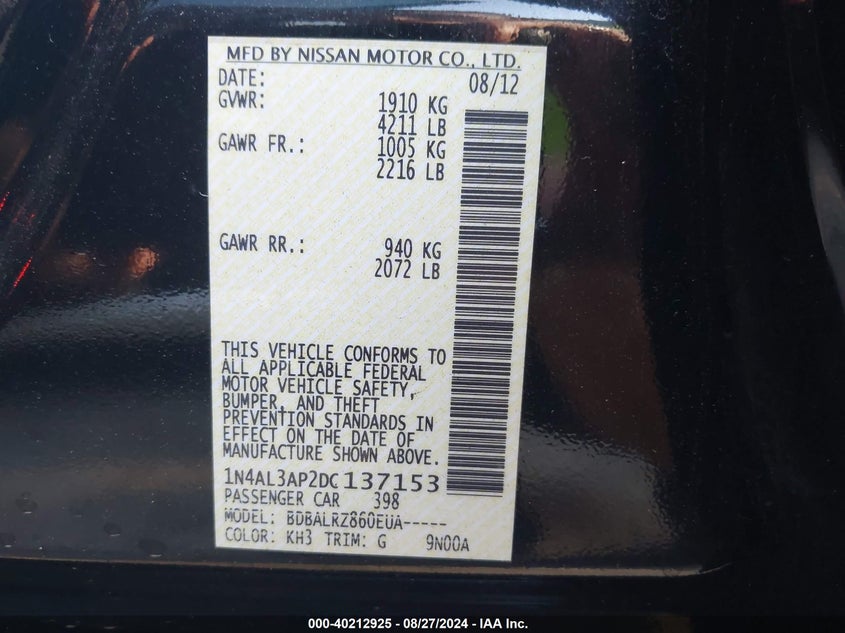 MFD BY NISSAN MOTOR CO., LTD.
DATE: 08/12
GVWR: 1910 KG
4211 LB
GAWR FR.: 1005 KG
2216 LB
GAWR RR.: 940 KG
2072 LB
THIS VEHICLE CONFORMS TO
ALL APPLICABLE FEDERAL
MOTOR VEHICLE SAFETY,
BUMPER, AND THEFT
PREVENTION STANDARDS IN
EFFECT ON THE DATE OF
MANUFACTURE SHOWN ABOVE.
1N4AL3AP2DC137153
PASSENGER CAR 398
MODEL: BDBALRZ860EUA-----
COLOR: KH3 TRIM: G 9N00A
000-40212925 - 08/27/2024 - IAA Inc.